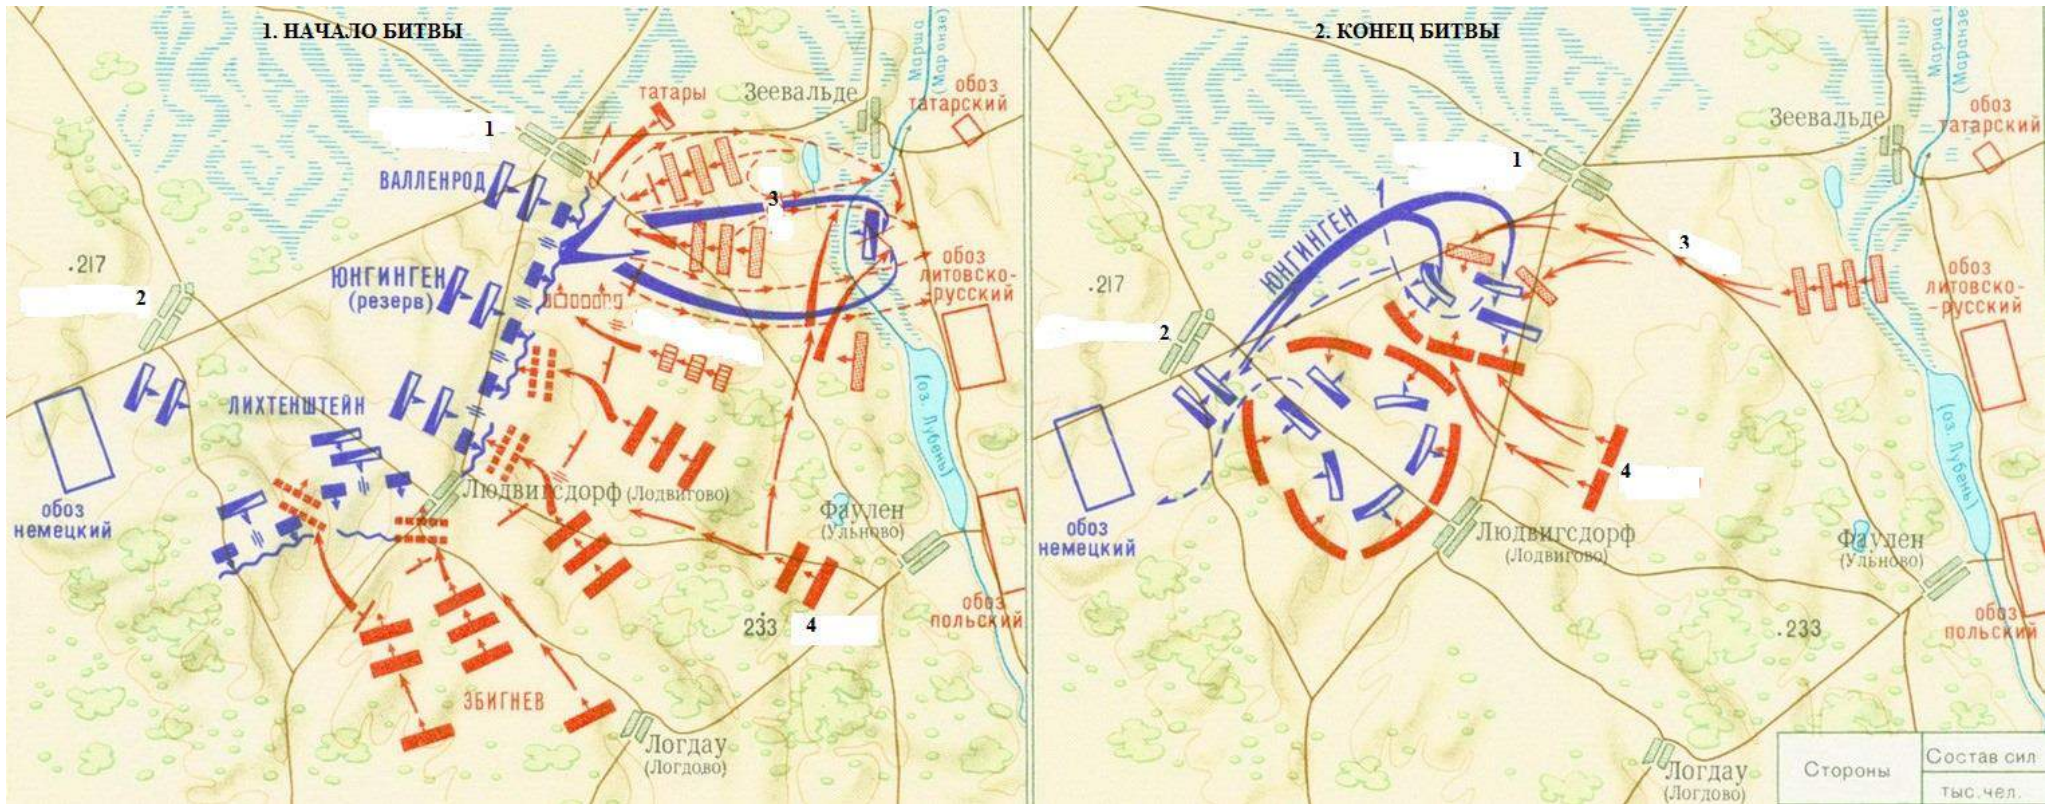 1. НАЧАЛО БИТВЫ
татары
Зеевальде
Марша
(Маранзе)
обоз
татарский
1
ВАЛЛЕНРОД
3
.217
ЮНГИНГЕН
(резерв)
обоз
литовско-
-русский
2
ЛИХТЕНШТЕЙН
(оз. Лубень)
обоз
немецкий
Людвигсдорф (Лодвигово)
Фаулен
(Ульново)
обоз
польский
233
4
ЗБИГНЕВ
Логдау
(Логдово)
2. КОНЕЦ БИТВЫ
Марша
(Маранзе)
обоз
татарский
Зеевальде
1
ЮНГИНГЕН
3
.217
обоз
литовско-
-русский
2
(оз. Лубень)
4
обоз
немецкий
Людвигсдорф
(Лодвигово)
Фаулен
(Ульново)
обоз
польский
.233
Логдау
(Логдово)
Стороны
Состав сил
тыс.чел.